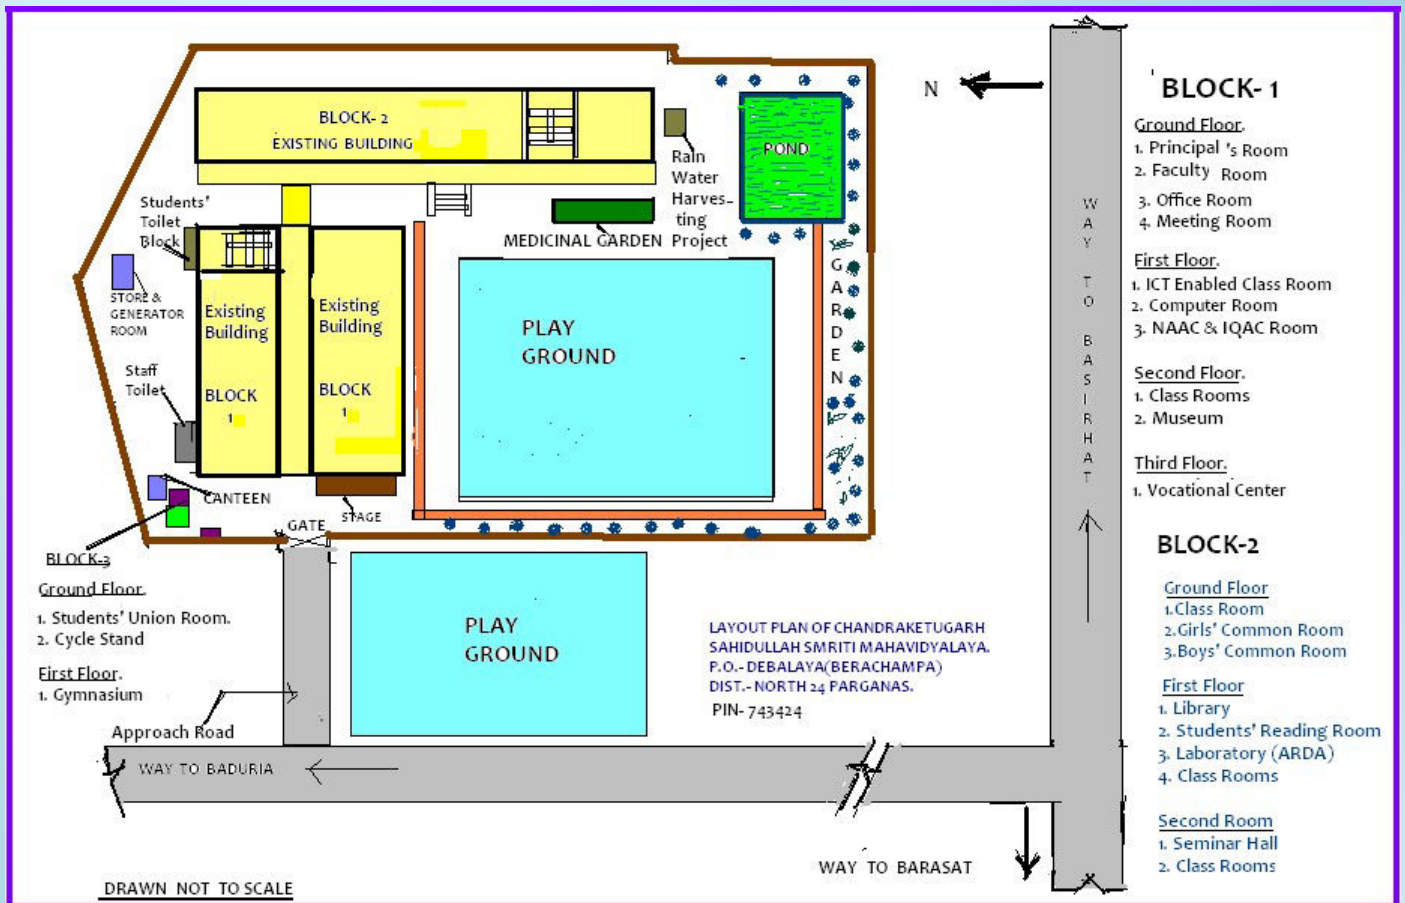 BLOCK- 2
EXISTING BUILDING
POND
Rain
Water
Harves-
ting
Project
Students'
Toilet
Block
MEDICINAL GARDEN
STORE &
GENERATOR
ROOM
Existing
Building
BLOCK
1
Existing
Building
BLOCK
1
PLAY
GROUND
GARDEN
Staff
Toilet
CANTEEN
STAGE
GATE
BLOCK-3
Ground Floor.
1. Students' Union Room.
2. Cycle Stand
First Floor.
1. Gymnasium
Approach Road
PLAY
GROUND
LAYOUT PLAN OF CHANDRAKETUGARH
SAHIDULLAH SMRITI MAHAVIDYALAYA.
P.O.- DEBALAYA(BERACHAMPA)
DIST.- NORTH 24 PARGANAS.
PIN- 743424
WAY TO BADURIA
WAY TO BARASAT
DRAWN NOT TO SCALE
N
WAY TO BASIRHAT
BLOCK- 1
Ground Floor.
1. Principal 's Room
2. Faculty Room
3. Office Room
4. Meeting Room
First Floor.
1. ICT Enabled Class Room
2. Computer Room
3. NAAC & IQAC Room
Second Floor.
1. Class Rooms
2. Museum
Third Floor.
1. Vocational Center
BLOCK-2
Ground Floor
1.Class Room
2.Girls' Common Room
3.Boys' Common Room
First Floor
1. Library
2. Students' Reading Room
3. Laboratory (ARDA)
4. Class Rooms
Second Room
1. Seminar Hall
2. Class Rooms